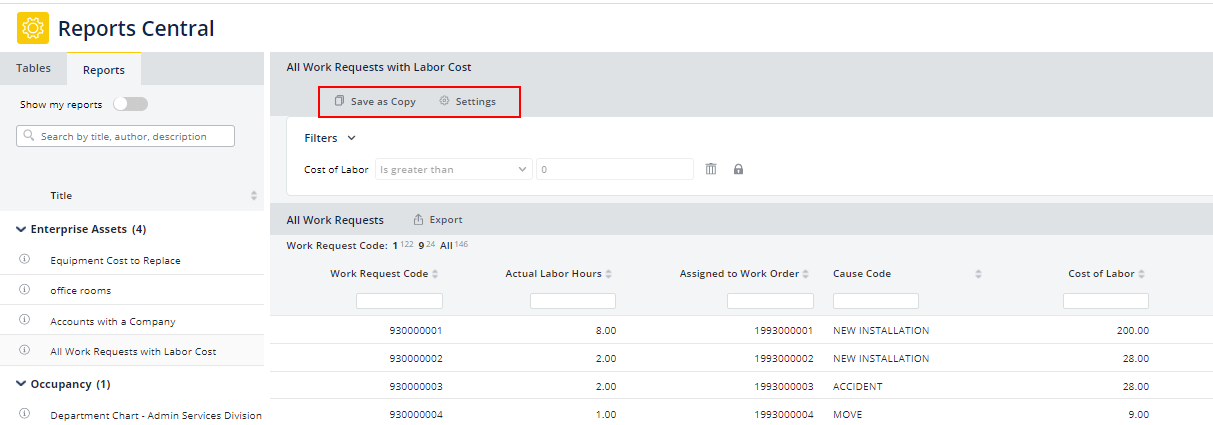 Reports Central
Tables Reports
Show my reports
Search by title, author, description
Title
Enterprise Assets (4)
Equipment Cost to Replace
office rooms
Accounts with a Company
All Work Requests with Labor Cost
Occupancy (1)
Department Chart - Admin Services Division
All Work Requests with Labor Cost
Save as Copy Settings
Filters
Cost of Labor Is greater than 0
All Work Requests Export
Work Request Code: 1 122 9 24 All 146
Work Request Code Actual Labor Hours Assigned to Work Order Cause Code Cost of Labor
930000001 8.00 1993000001 NEW INSTALLATION 200.00
930000002 2.00 1993000002 NEW INSTALLATION 28.00
930000003 2.00 1993000003 ACCIDENT 28.00
930000004 1.00 1993000004 MOVE 9.00